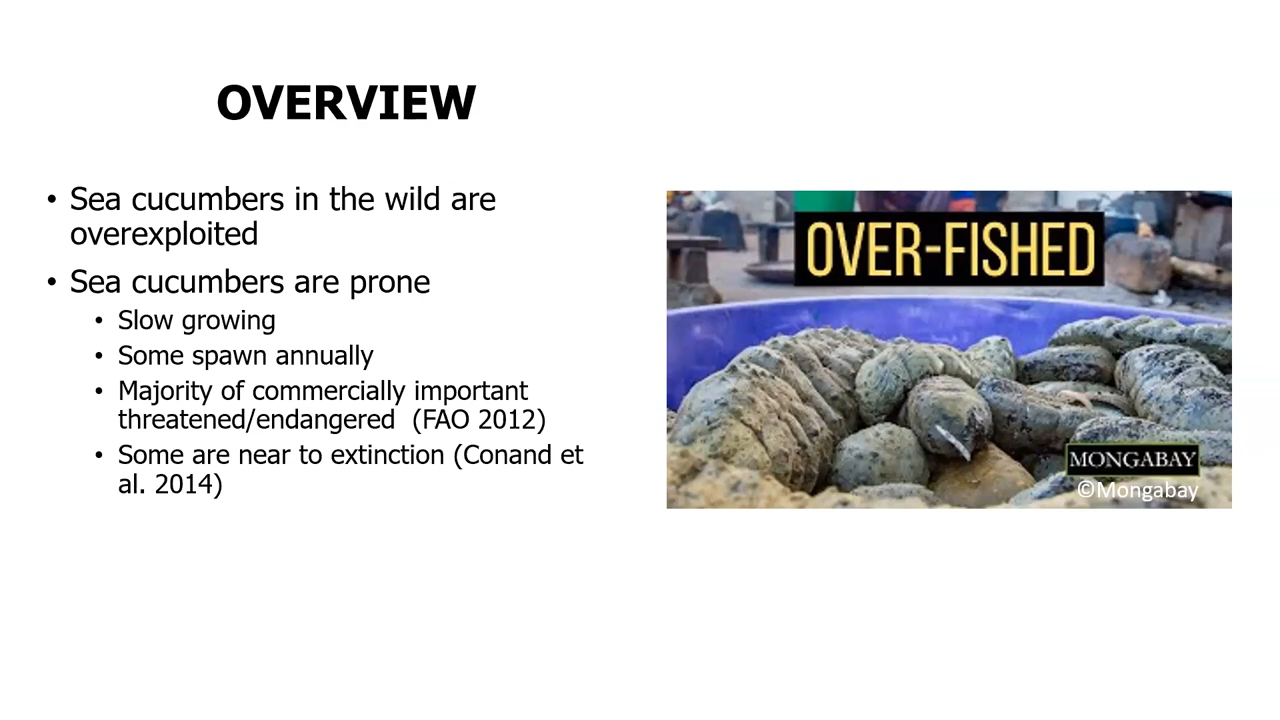 OVERVIEW
• Sea cucumbers in the wild are
overexploited
• Sea cucumbers are prone
• Slow growing
• Some spawn annually
• Majority of commercially important
threatened/endangered (FAO 2012)
• Some are near to extinction (Conand et
al. 2014)
OVER-FISHED
MONGABAY
©Mongabay